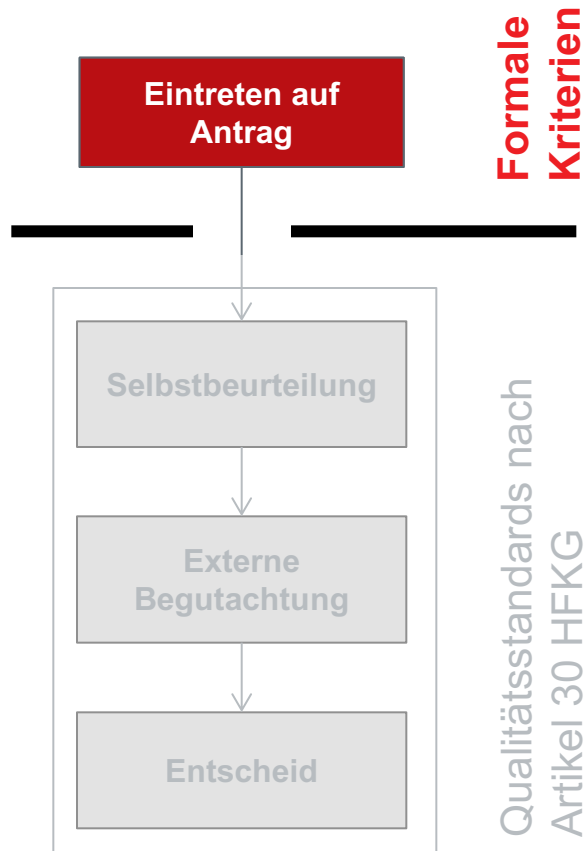 Eintreten auf
Antrag
Formale
Kriterien
Selbstbeurteilung
Externe
Begutachtung
Entscheid
Qualitätsstandards nach
Artikel 30 HFKG